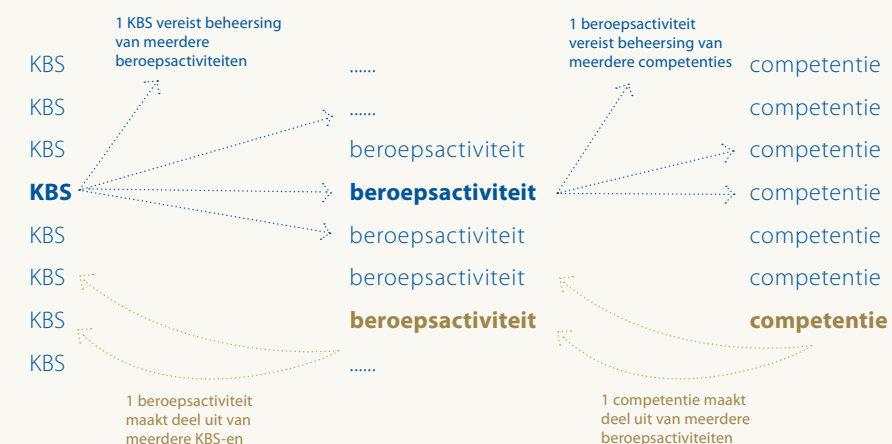 1 KBS vereist beheersing
van meerdere
beroepsactiviteiten
1 beroepsactiviteit
vereist beheersing van
meerdere competenties
KBS ...... competentie
KBS ...... competentie
KBS beroepsactiviteit competentie
KBS beroepsactiviteit competentie
KBS beroepsactiviteit competentie
KBS beroepsactiviteit competentie
KBS beroepsactiviteit competentie
KBS ......
1 beroepsactiviteit
maakt deel uit van
meerdere KBS-en
1 competentie maakt
deel uit van meerdere
beroepsactiviteiten